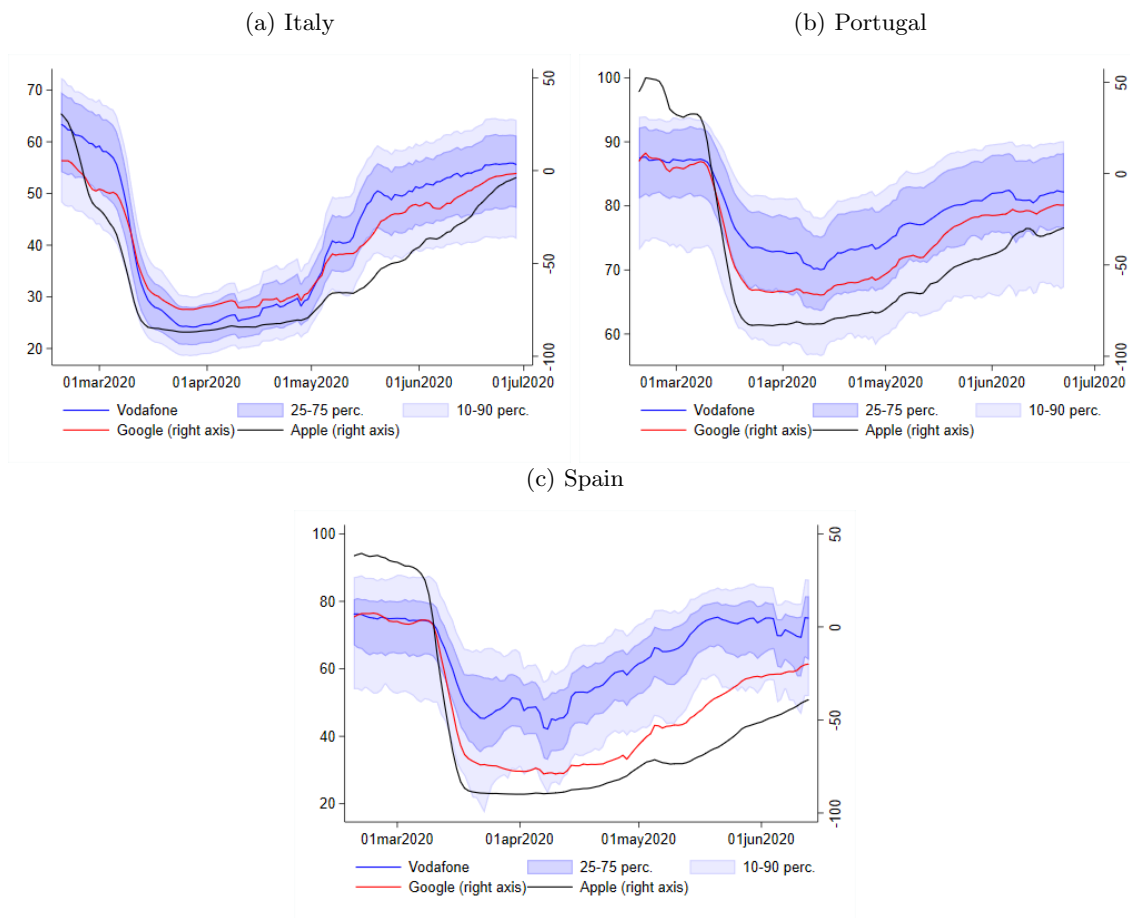 (a) Italy
70
60
50
40
30
20
50
0
-50
-100
01mar2020 01apr2020 01may2020 01jun2020 01jul2020
Vodafone 25-75 perc. 10-90 perc.
Google (right axis) Apple (right axis)
(b) Portugal
100
90
80
70
60
50
0
-50
-100
01mar2020 01apr2020 01may2020 01jun2020 01jul2020
Vodafone 25-75 perc. 10-90 perc.
Google (right axis) Apple (right axis)
(c) Spain
100
80
60
40
20
50
0
-50
-100
01mar2020 01apr2020 01may2020 01jun2020
Vodafone 25-75 perc. 10-90 perc.
Google (right axis) Apple (right axis)